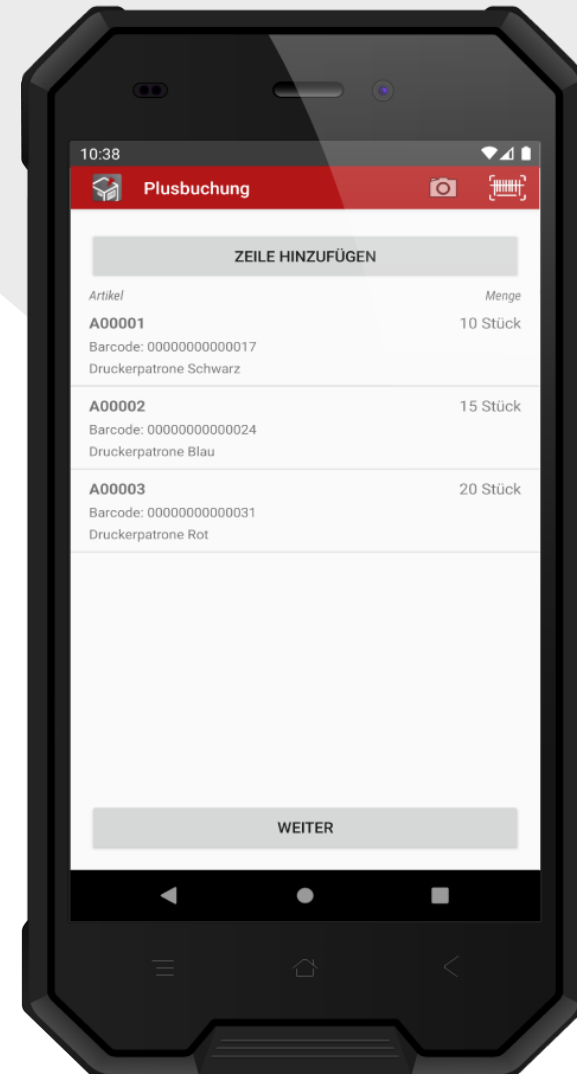 10:38
Plusbuchung
ZEILE HINZUFÜGEN
Artikel Menge
A00001 10 Stück
Barcode: 00000000000017
Druckerpatrone Schwarz
A00002 15 Stück
Barcode: 00000000000024
Druckerpatrone Blau
A00003 20 Stück
Barcode: 00000000000031
Druckerpatrone Rot
WEITER